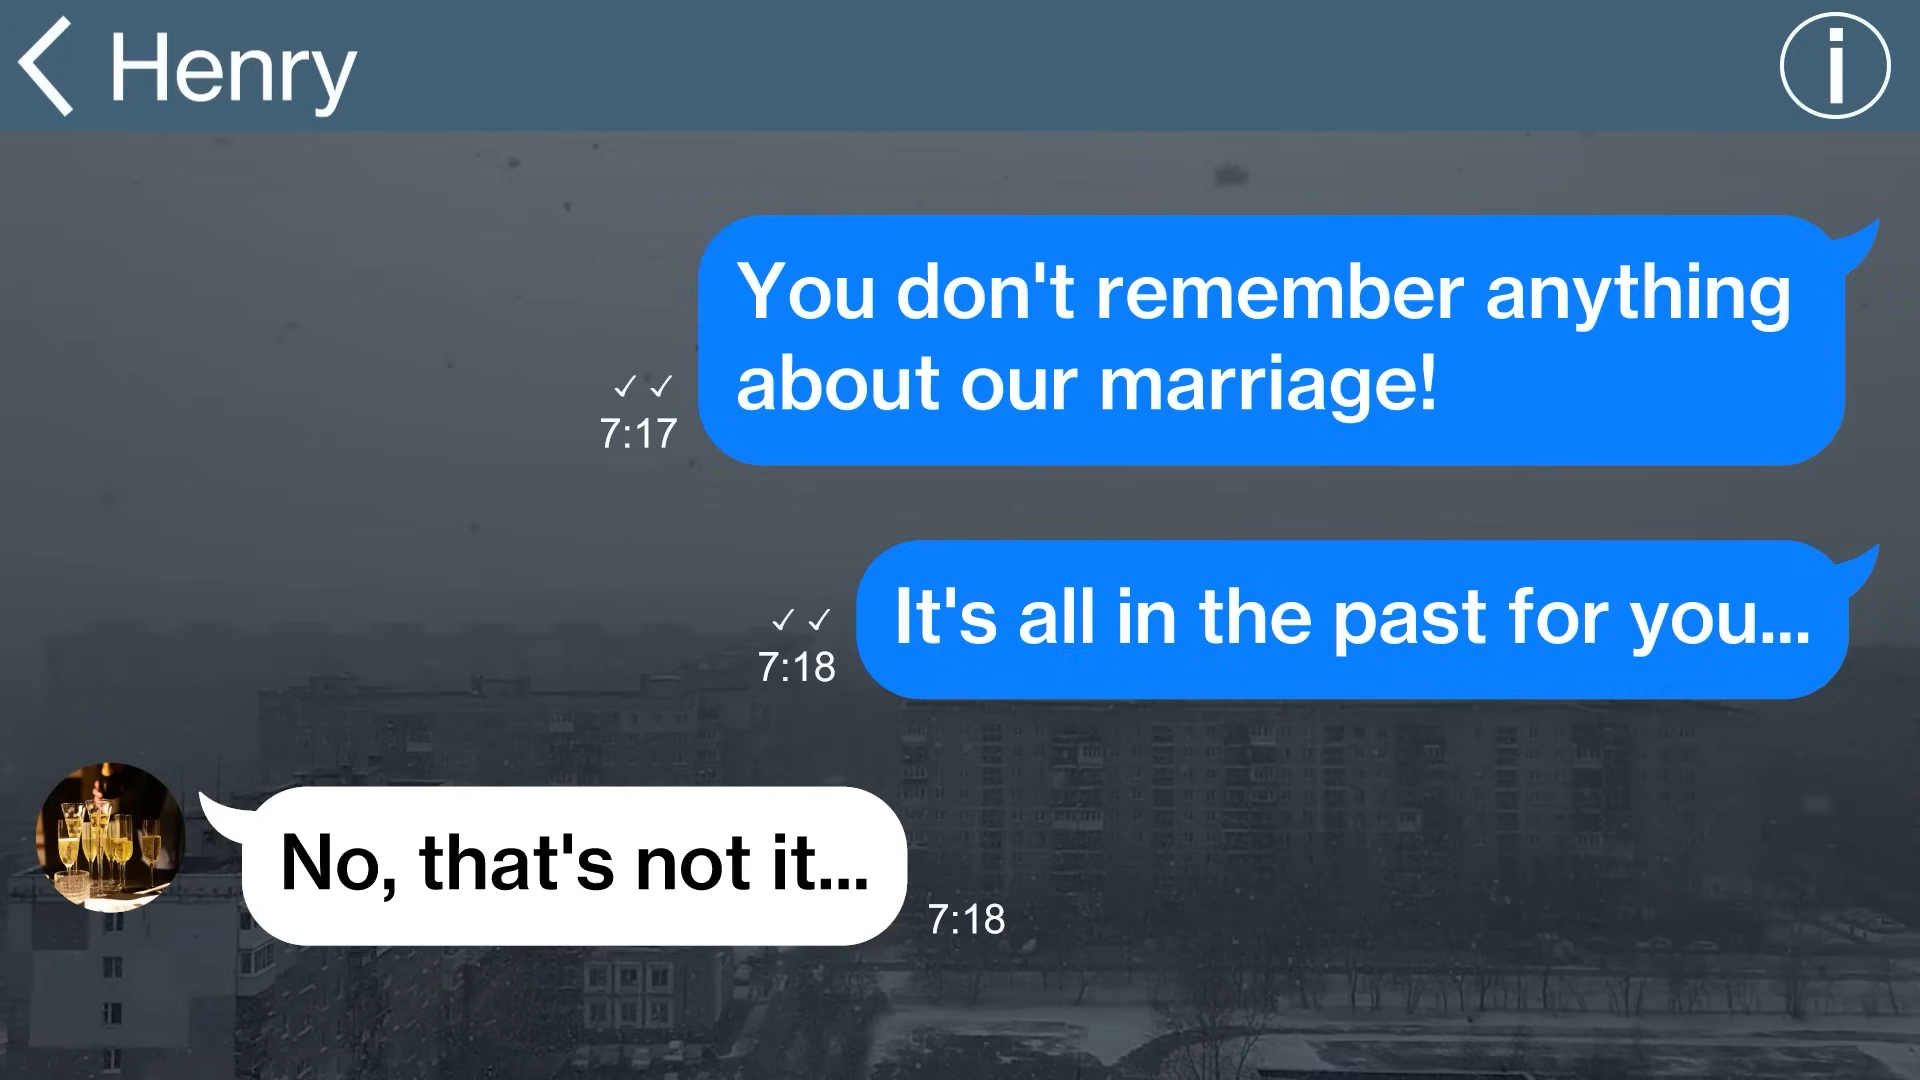 Henry
You don't remember anything
about our marriage!
✓✓
7:17
It's all in the past for you...
✓✓
7:18
No, that's not it...
7:18